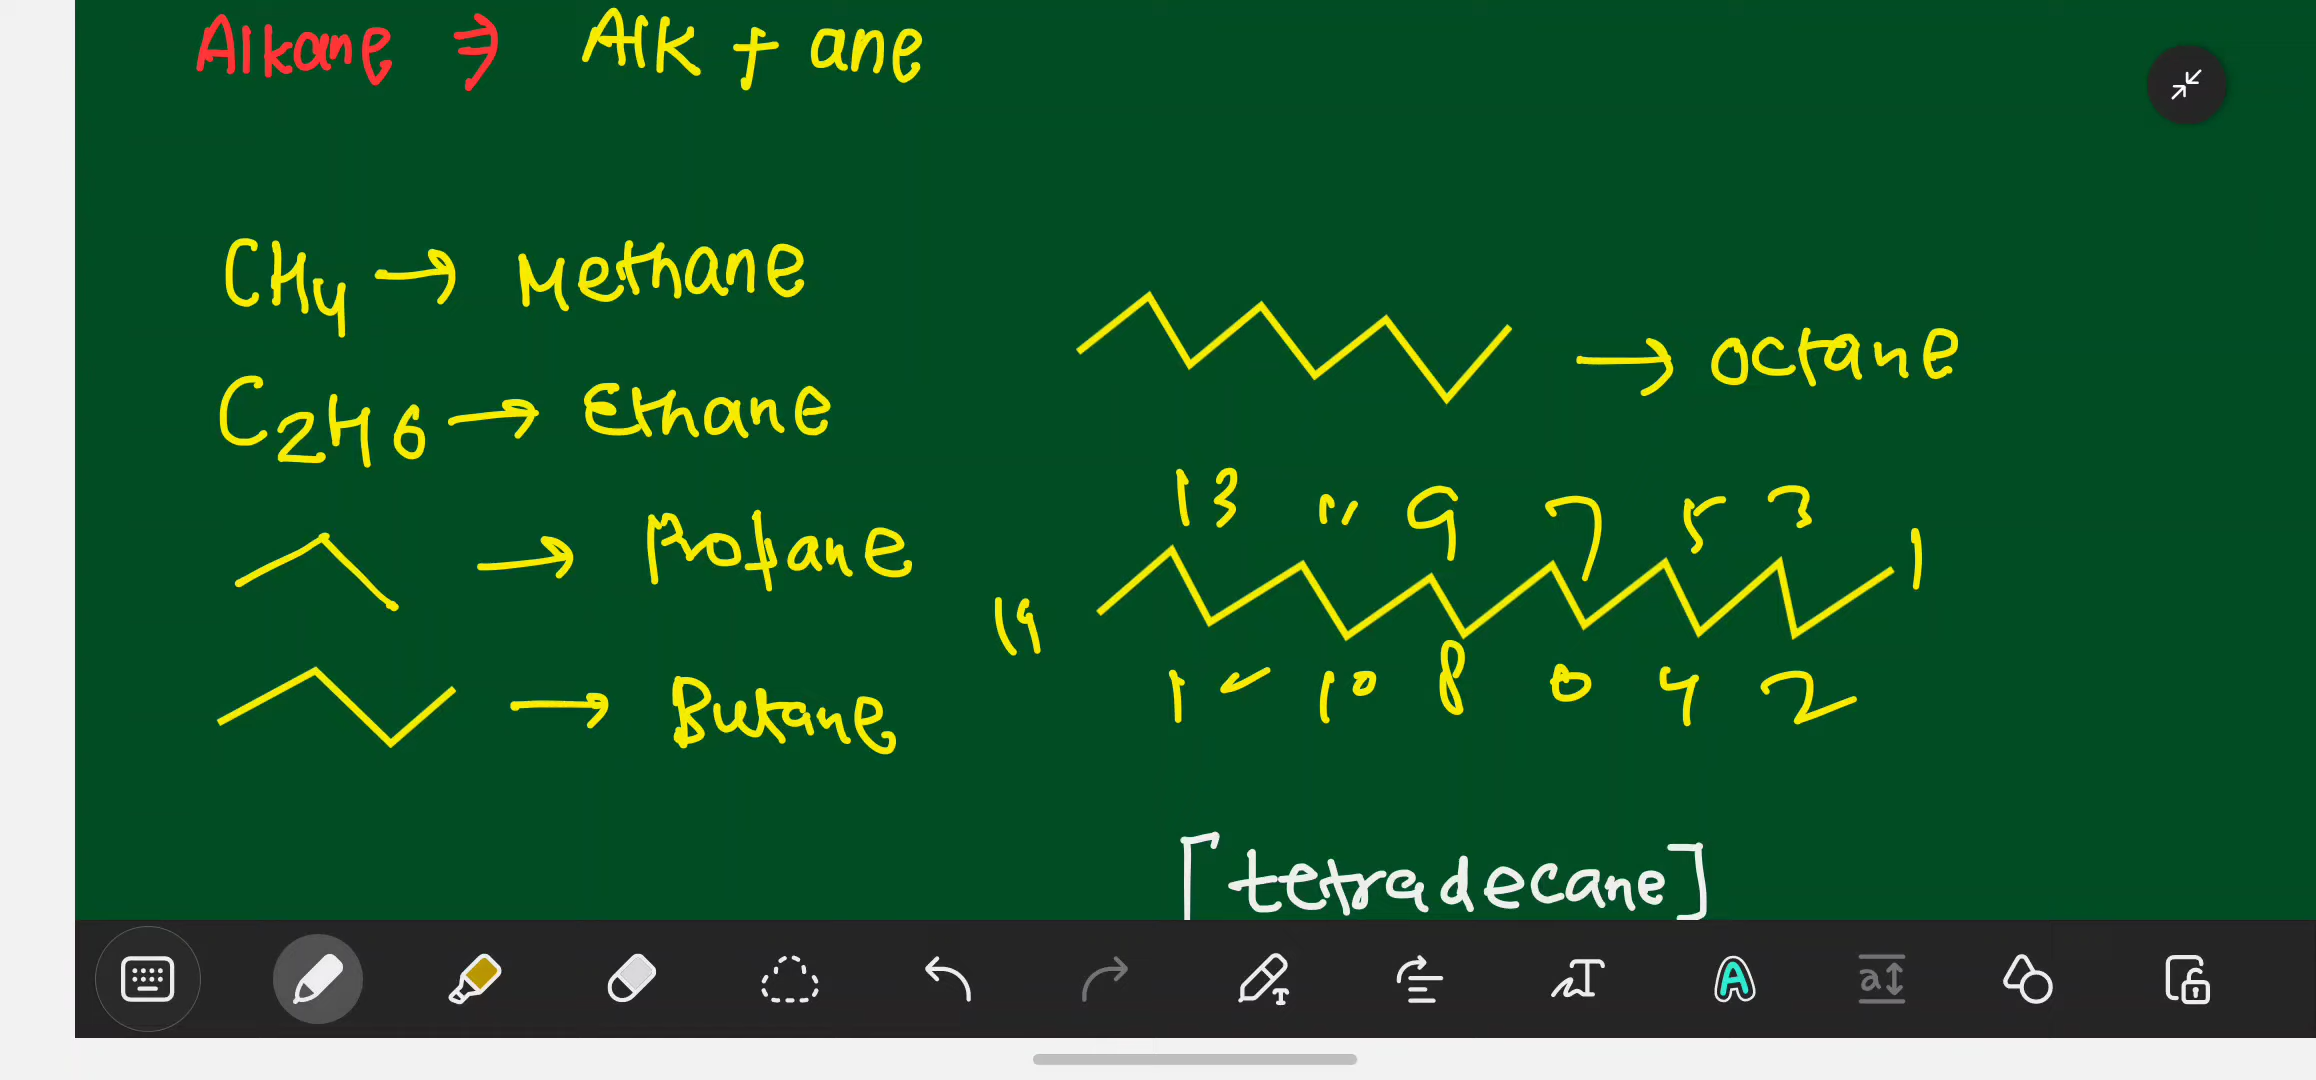 Alkane ⇒ Alk + ane
CH4 → Methane
C2H6 → Ethane
→ Propane
→ Butane
→ octane
13 11 9 7 5 3 1
14
12 10 8 6 4 2
[tetradecane]